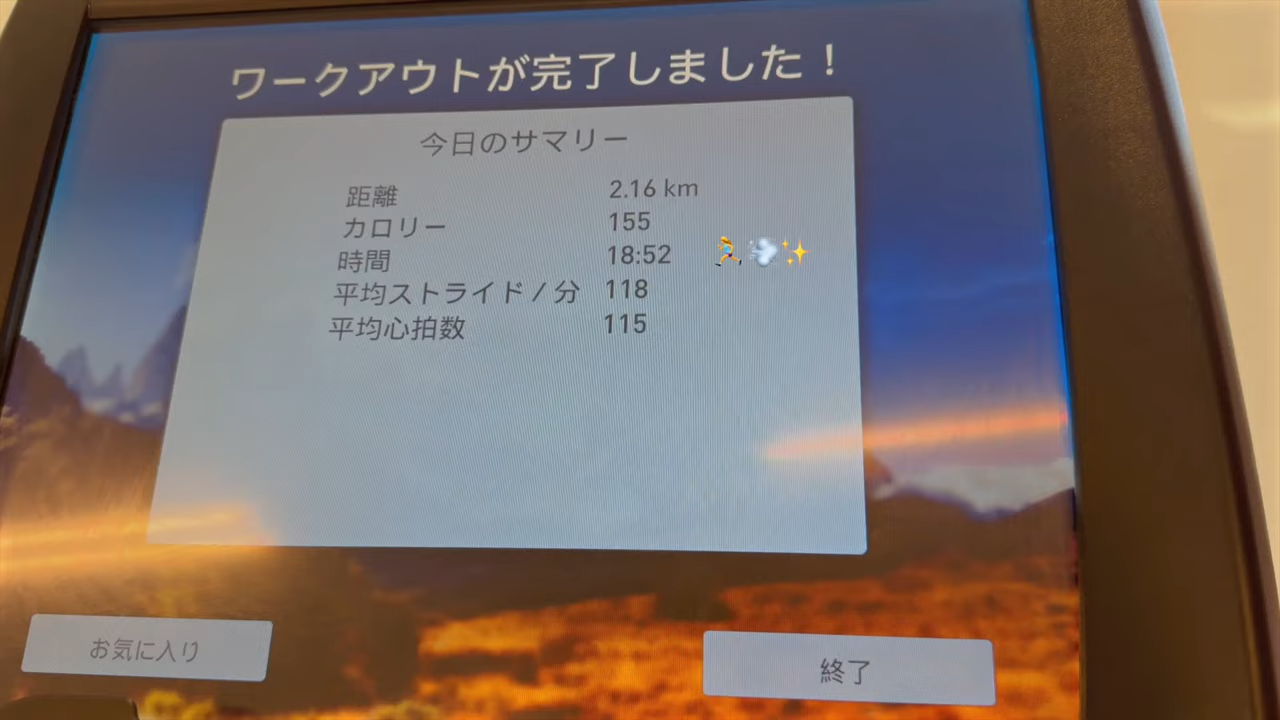 ワークアウトが完了しました！
今日のサマリー
距離 2.16 km
カロリー 155
時間 18:52
平均ストライド / 分 118
平均心拍数 115
お気に入り
終了